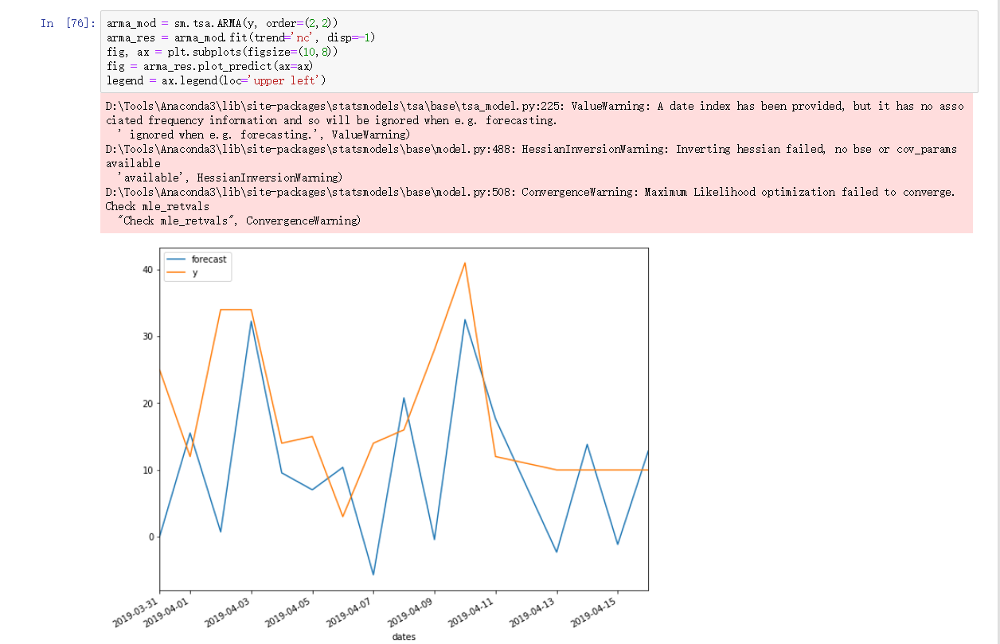 In [76]:
arma_mod = sm.tsa.ARMA(y, order=(2,2))
arma_res = arma_mod.fit(trend='nc', disp=-1)
fig, ax = plt.subplots(figsize=(10,8))
fig = arma_res.plot_predict(ax=ax)
legend = ax.legend(loc='upper left')
D:\Tools\Anaconda3\lib\site-packages\statsmodels\tsa\base\tsa_model.py:225: ValueWarning: A date index has been provided, but it has no asso
ciated frequency information and so will be ignored when e.g. forecasting.
' ignored when e.g. forecasting.', ValueWarning)
D:\Tools\Anaconda3\lib\site-packages\statsmodels\base\model.py:488: HessianInversionWarning: Inverting hessian failed, no bse or cov_params
available
'available', HessianInversionWarning)
D:\Tools\Anaconda3\lib\site-packages\statsmodels\base\model.py:508: ConvergenceWarning: Maximum Likelihood optimization failed to converge.
Check mle_retvals
"Check mle_retvals", ConvergenceWarning)
forecast
y
40
30
20
10
0
2019-03-31
2019-04-01
2019-04-03
2019-04-05
2019-04-07
2019-04-09
2019-04-11
2019-04-13
2019-04-15
dates